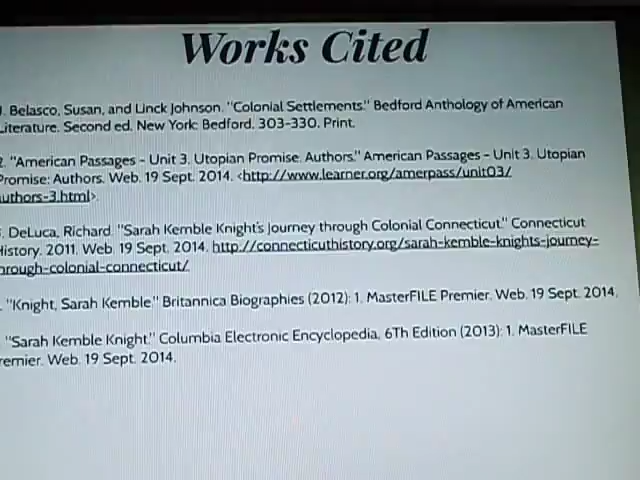 Works Cited
. Belasco, Susan, and Linck Johnson. "Colonial Settlements." Bedford Anthology of American
Literature. Second ed. New York: Bedford. 303-330. Print.
2. "American Passages - Unit 3. Utopian Promise. Authors." American Passages - Unit 3. Utopian
Promise: Authors. Web. 19 Sept. 2014. <http://www.learner.org/amerpass/unit03/
uthors-3.html>.
. DeLuca, Richard. "Sarah Kemble Knight's Journey through Colonial Connecticut." Connecticut
History. 2011. Web. 19 Sept. 2014. http://connecticuthistory.org/sarah-kemble-knights-journey-
hrough-colonial-connecticut/
. "Knight, Sarah Kemble." Britannica Biographies (2012): 1. MasterFILE Premier. Web. 19 Sept. 2014.
. "Sarah Kemble Knight." Columbia Electronic Encyclopedia, 6Th Edition (2013): 1. MasterFILE
remier. Web. 19 Sept. 2014.